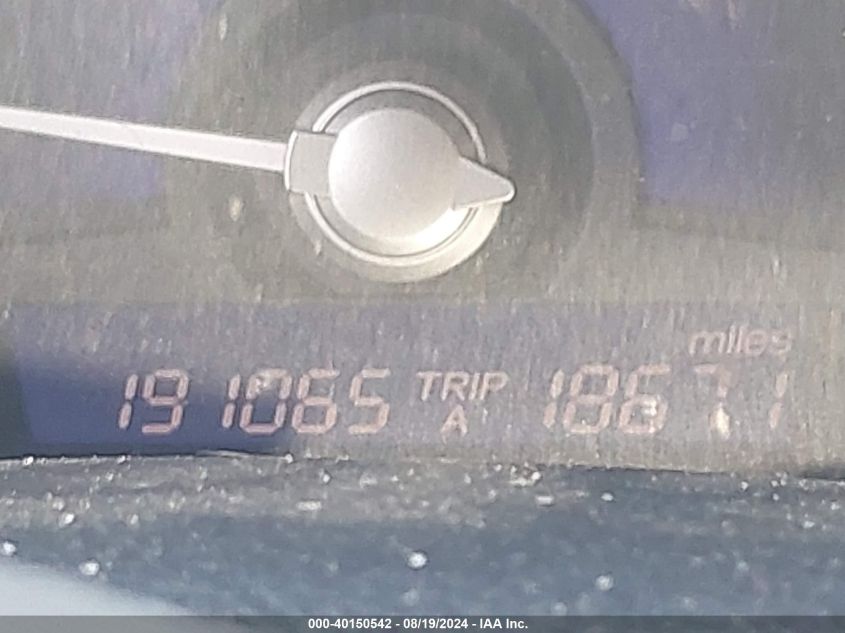 miles
191065 TRIP A 1867.1
000-40150542 - 08/19/2024 - IAA Inc.